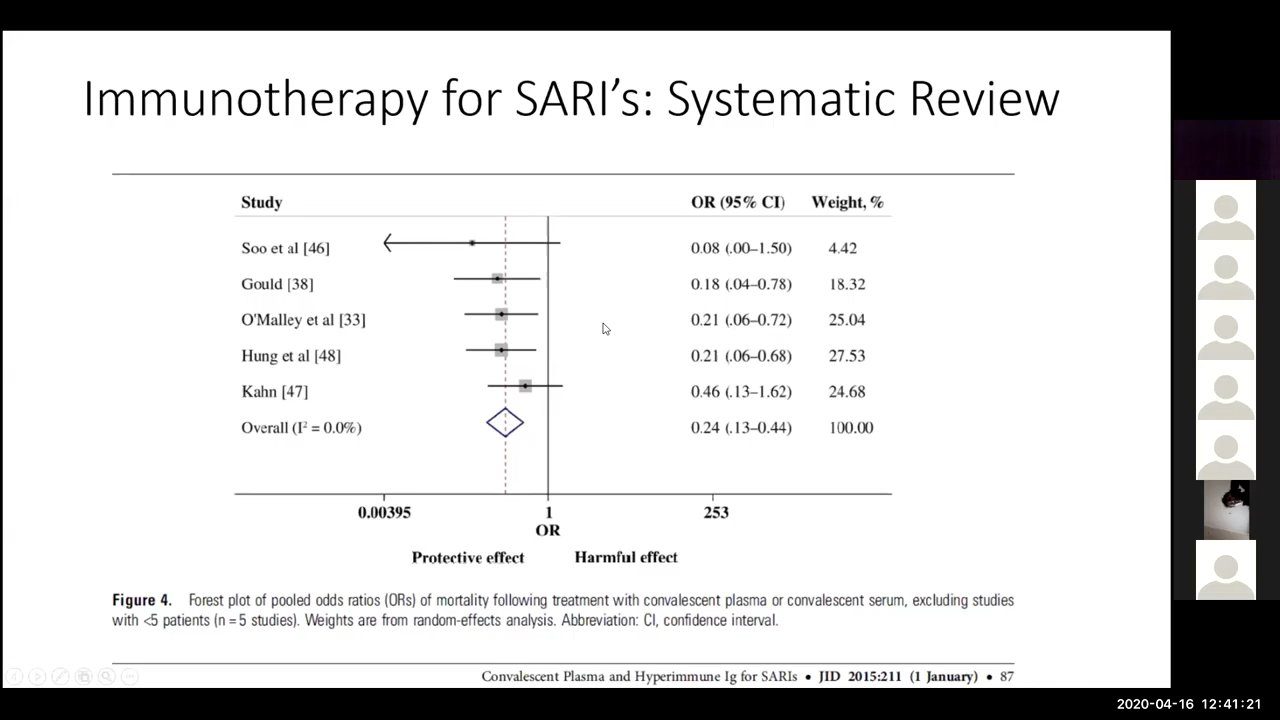 Immunotherapy for SARI's: Systematic Review
Study OR (95% CI) Weight, %
Soo et al [46] 0.08 (.00–1.50) 4.42
Gould [38] 0.18 (.04–0.78) 18.32
O'Malley et al [33] 0.21 (.06–0.72) 25.04
Hung et al [48] 0.21 (.06–0.68) 27.53
Kahn [47] 0.46 (.13–1.62) 24.68
Overall (I² = 0.0%) 0.24 (.13–0.44) 100.00
0.00395 1 253
OR
Protective effect Harmful effect
Figure 4. Forest plot of pooled odds ratios (ORs) of mortality following treatment with convalescent plasma or convalescent serum, excluding studies
with <5 patients (n = 5 studies). Weights are from random-effects analysis. Abbreviation: CI, confidence interval.
Convalescent Plasma and Hyperimmune Ig for SARIs • JID 2015:211 (1 January) • 87
2020-04-16 12:41:21